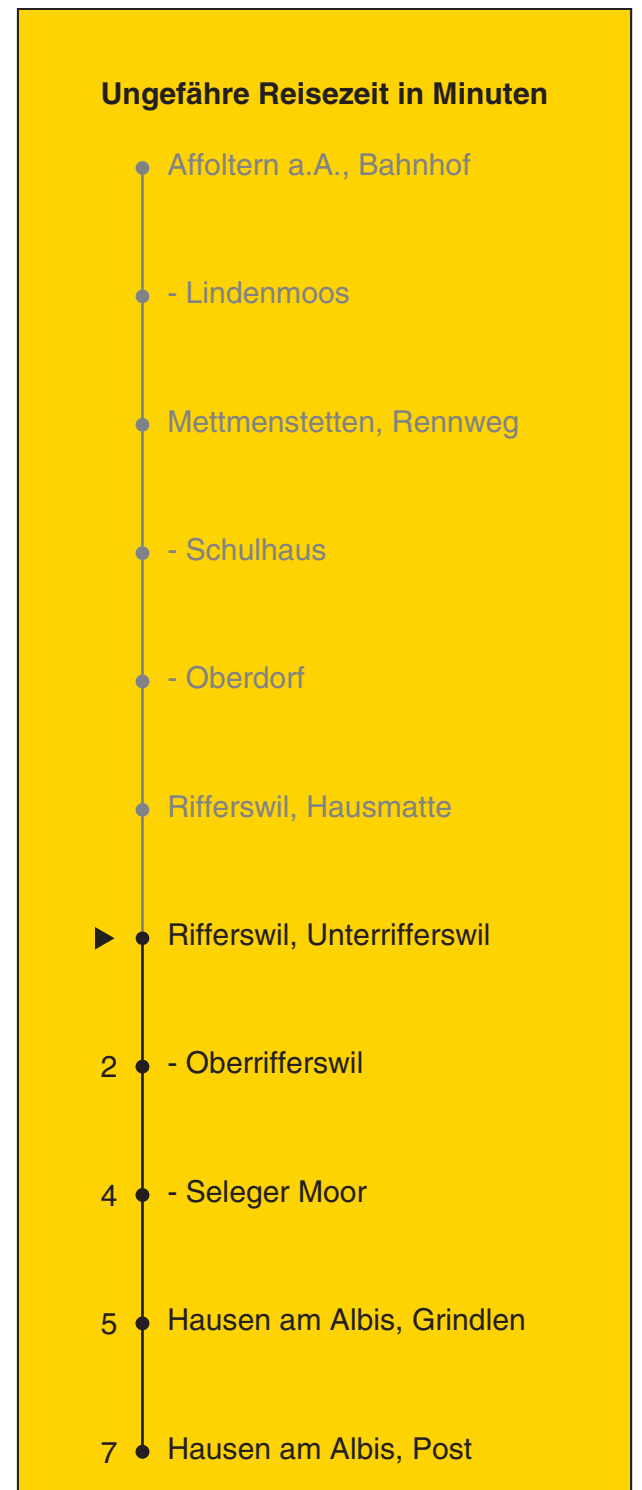 Ungefähre Reisezeit in Minuten
Affoltern a.A., Bahnhof
- Lindenmoos
Mettmenstetten, Rennweg
- Schulhaus
- Oberdorf
Rifferswil, Hausmatte
Rifferswil, Unterrifferswil
2 - Oberrifferswil
4 - Seleger Moor
5 Hausen am Albis, Grindlen
7 Hausen am Albis, Post